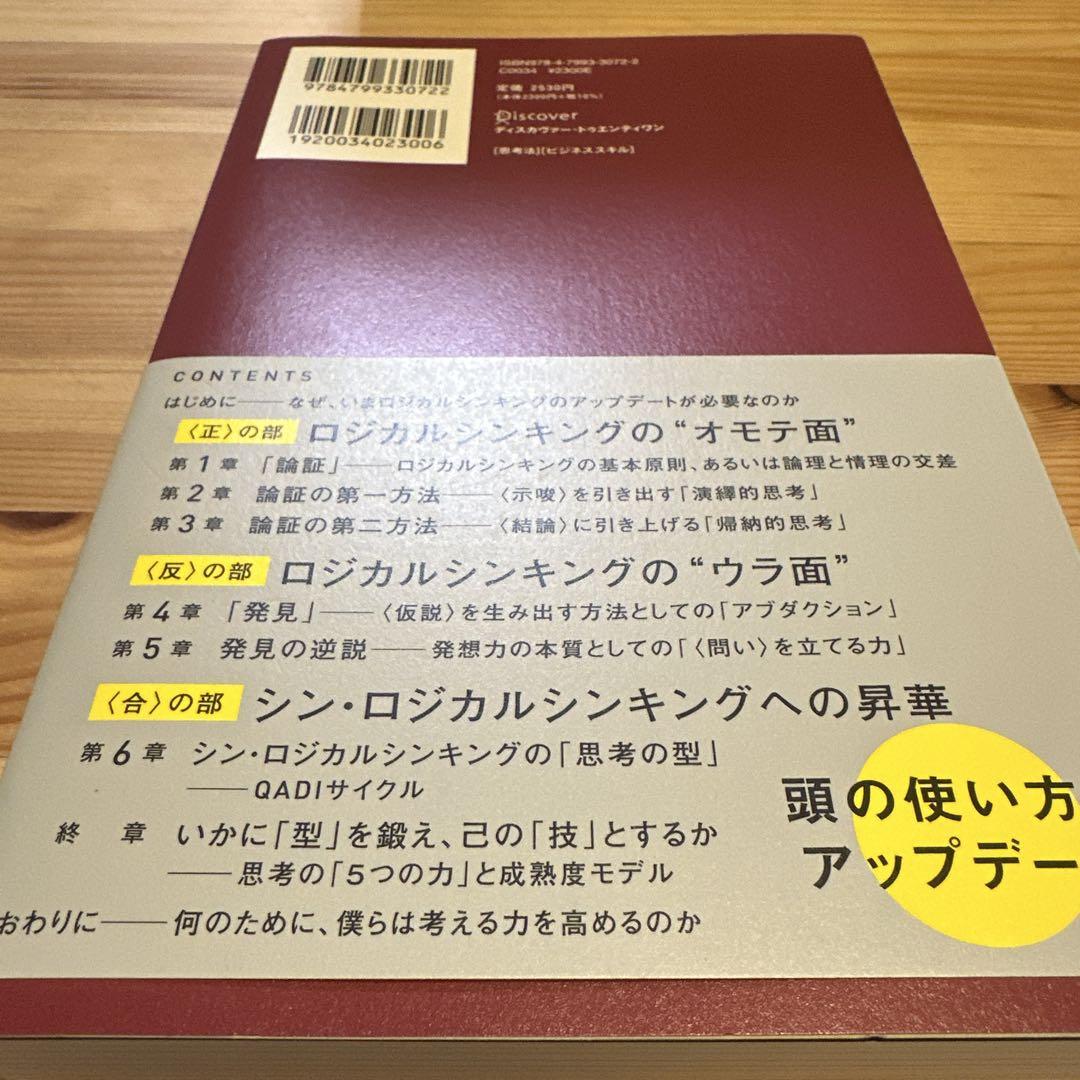 9784799330722
1920034023006
ISBN978-4-7993-3072-2
C0034 ¥2300E
定価 2530円
(本体2300円+税10%)
Discover
ディスカヴァー・トゥエンティワン
[思考法][ビジネススキル]
CONTENTS
はじめに――なぜ、いまロジカルシンキングのアップデートが必要なのか
〈正〉の部 ロジカルシンキングの“オモテ面”
第1章 「論証」――ロジカルシンキングの基本原則、あるいは論理と情理の交差
第2章 論証の第一方法――〈示唆〉を引き出す「演繹的思考」
第3章 論証の第二方法――〈結論〉に引き上げる「帰納的思考」
〈反〉の部 ロジカルシンキングの“ウラ面”
第4章 「発見」――〈仮説〉を生み出す方法としての「アブダクション」
第5章 発見の逆説――発想力の本質としての「〈問い〉を立てる力」
〈合〉の部 シン・ロジカルシンキングへの昇華
第6章 シン・ロジカルシンキングの「思考の型」
――QADIサイクル
終章 いかに「型」を鍛え、己の「技」とするか
――思考の「5つの力」と成熟度モデル
おわりに――何のために、僕らは考える力を高めるのか
頭の使い方
アップデー